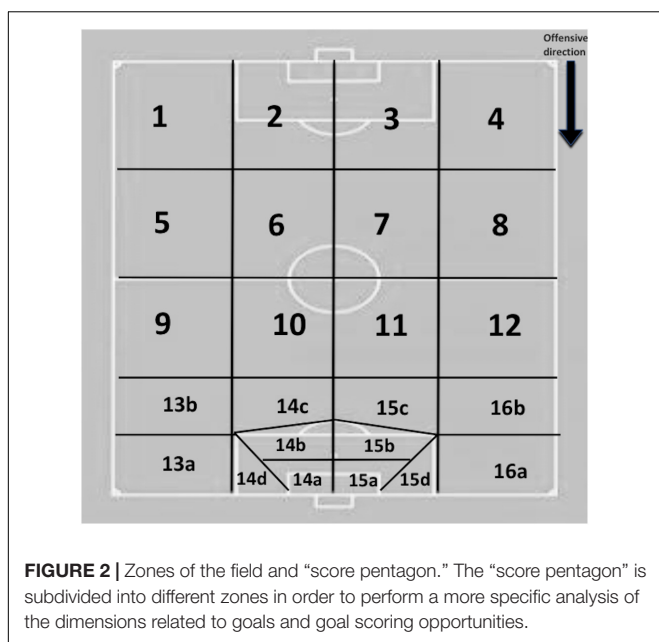 Offensive
direction
1 2 3 4
5 6 7 8
9 10 11 12
13b 14c 15c 16b
14b 15b
13a 14d 14a 15a 15d 16a
FIGURE 2 | Zones of the field and “score pentagon.” The “score pentagon” is
subdivided into different zones in order to perform a more specific analysis of
the dimensions related to goals and goal scoring opportunities.